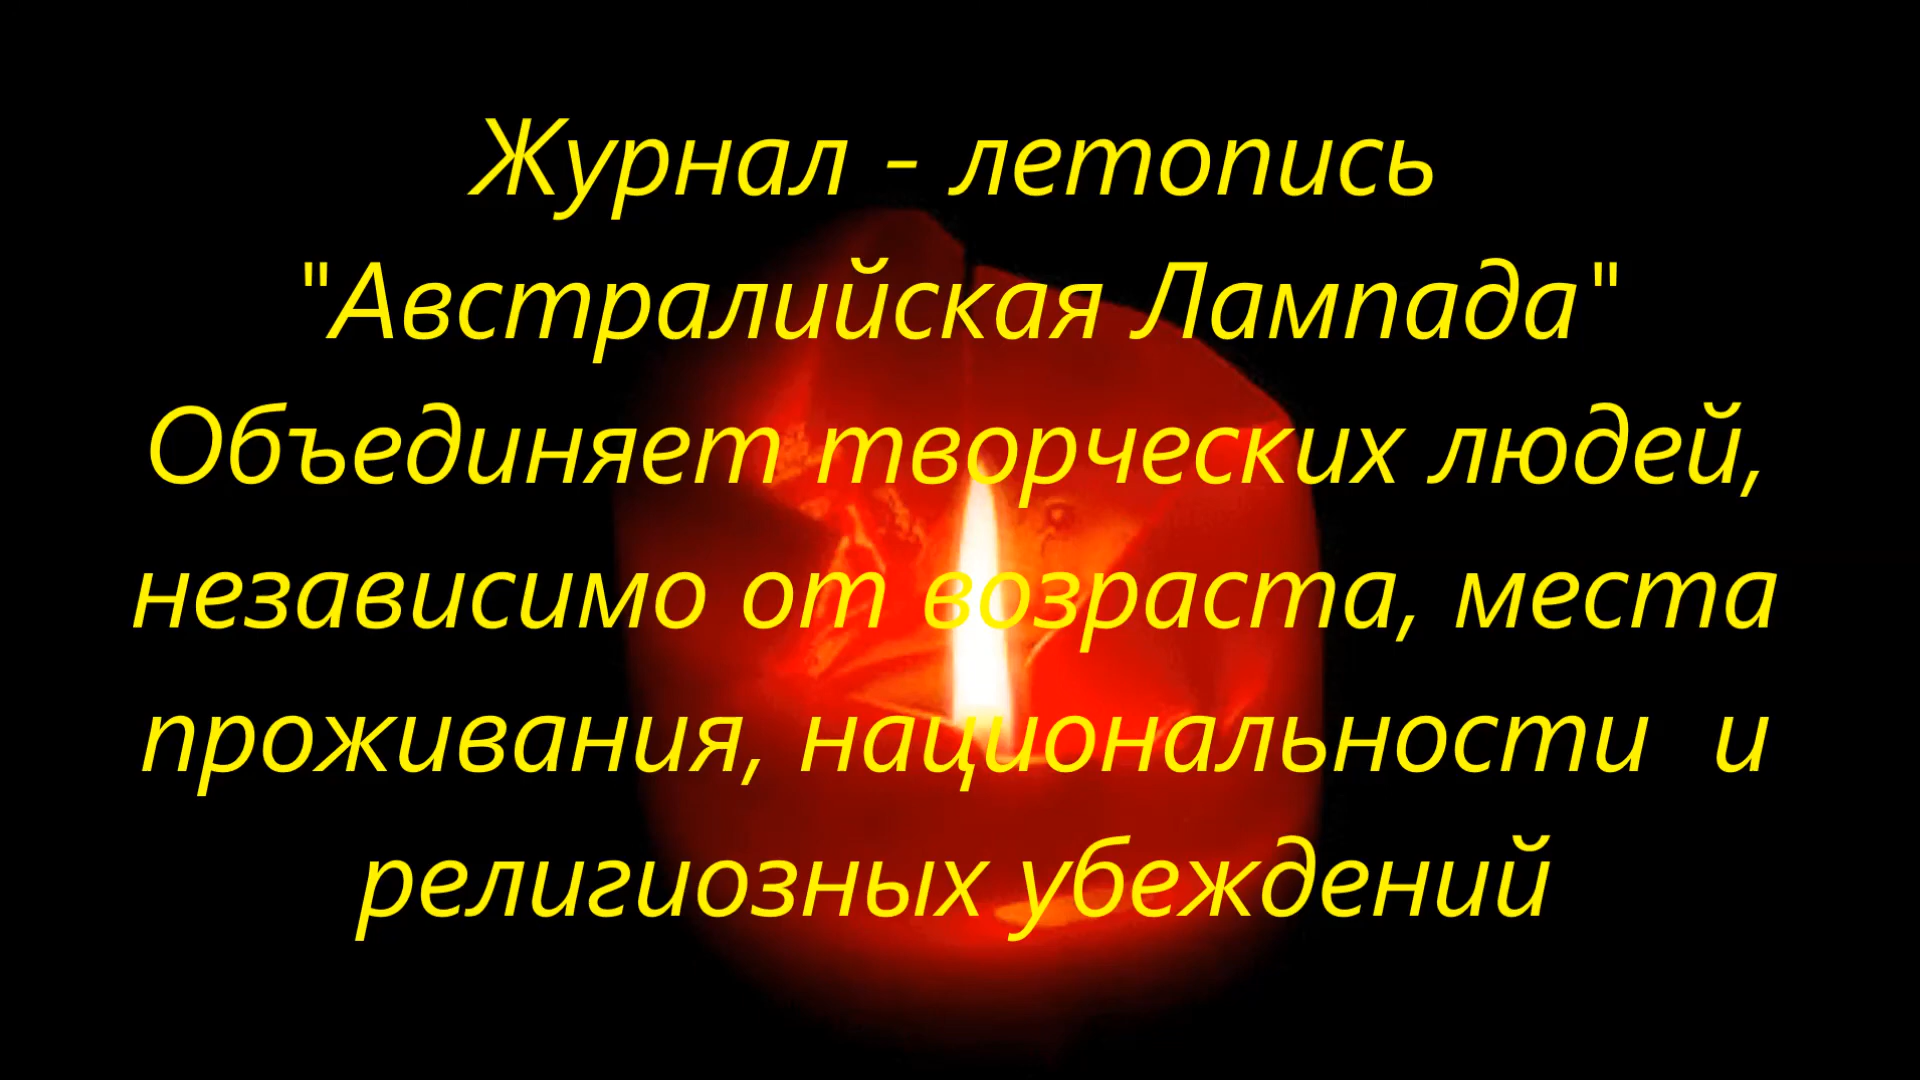 Журнал - летопись
"Австралийская Лампада"
Объединяет творческих людей,
независимо от возраста, места
проживания, национальности и
религиозных убеждений